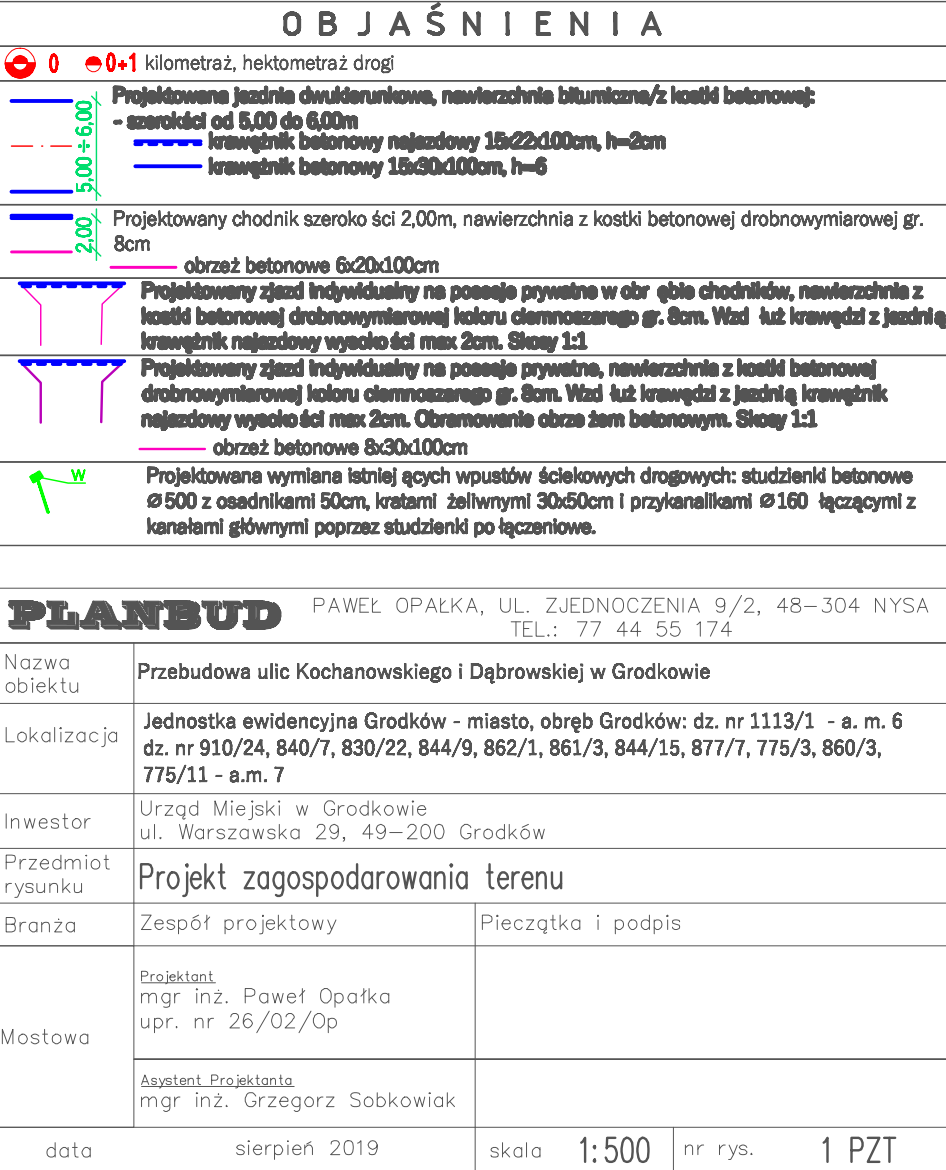 OBJAŚNIENIA
0 0+1 kilometraż, hektometraż drogi
Projektowana jezdnia dwukierunkowa, nawierzchnia bitumiczna/z kostki betonowej:
- szerokści od 5,00 do 6,00m
5,00 ÷ 6,00
krawężnik betonowy najazdowy 15x22x100cm, h=2cm
krawężnik betonowy 15x30x100cm, h=6
2,00
Projektowany chodnik szeroko ści 2,00m, nawierzchnia z kostki betonowej drobnowymiarowej gr.
8cm
obrzeż betonowe 6x20x100cm
Projektowany zjazd indywidualny na posesje prywatne w obr ębie chodników, nawierzchnia z
kostki betonowej drobnowymiarowej koloru ciemnoszarego gr. 8cm. Wzd łuż krawędzi z jezdnią
krawężnik najazdowy wysoko ści max 2cm. Skosy 1:1
Projektowany zjazd indywidualny na posesje prywatne, nawierzchnia z kostki betonowej
drobnowymiarowej koloru ciemnoszarego gr. 8cm. Wzd łuż krawędzi z jezdni ą krawężnik
najazdowy wysoko ści max 2cm. Obramowanie obrze żem betonowym. Skosy 1:1
obrzeż betonowe 8x30x100cm
W
Projektowana wymiana istniej ących wpustów ściekowych drogowych: studzienki betonowe
Ø500 z osadnikami 50cm, kratami żeliwnymi 30x50cm i przykanalikami Ø160 łączącymi z
kanałami głównymi poprzez studzienki po łączeniowe.
PLANBUD
PAWEŁ OPAŁKA, UL. ZJEDNOCZENIA 9/2, 48-304 NYSA
TEL.: 77 44 55 174
Nazwa
obiektu
Przebudowa ulic Kochanowskiego i Dąbrowskiej w Grodkowie
Lokalizacja
Jednostka ewidencyjna Grodków - miasto, obręb Grodków: dz. nr 1113/1 - a. m. 6
dz. nr 910/24, 840/7, 830/22, 844/9, 862/1, 861/3, 844/15, 877/7, 775/3, 860/3,
775/11 - a.m. 7
Inwestor
Urząd Miejski w Grodkowie
ul. Warszawska 29, 49-200 Grodków
Przedmiot
rysunku
Projekt zagospodarowania terenu
Branża
Zespół projektowy
Pieczątka i podpis
Mostowa
Projektant
mgr inż. Paweł Opałka
upr. nr 26/02/Op
Asystent Projektanta
mgr inż. Grzegorz Sobkowiak
data
sierpień 2019
skala
1:500
nr rys.
1 PZT